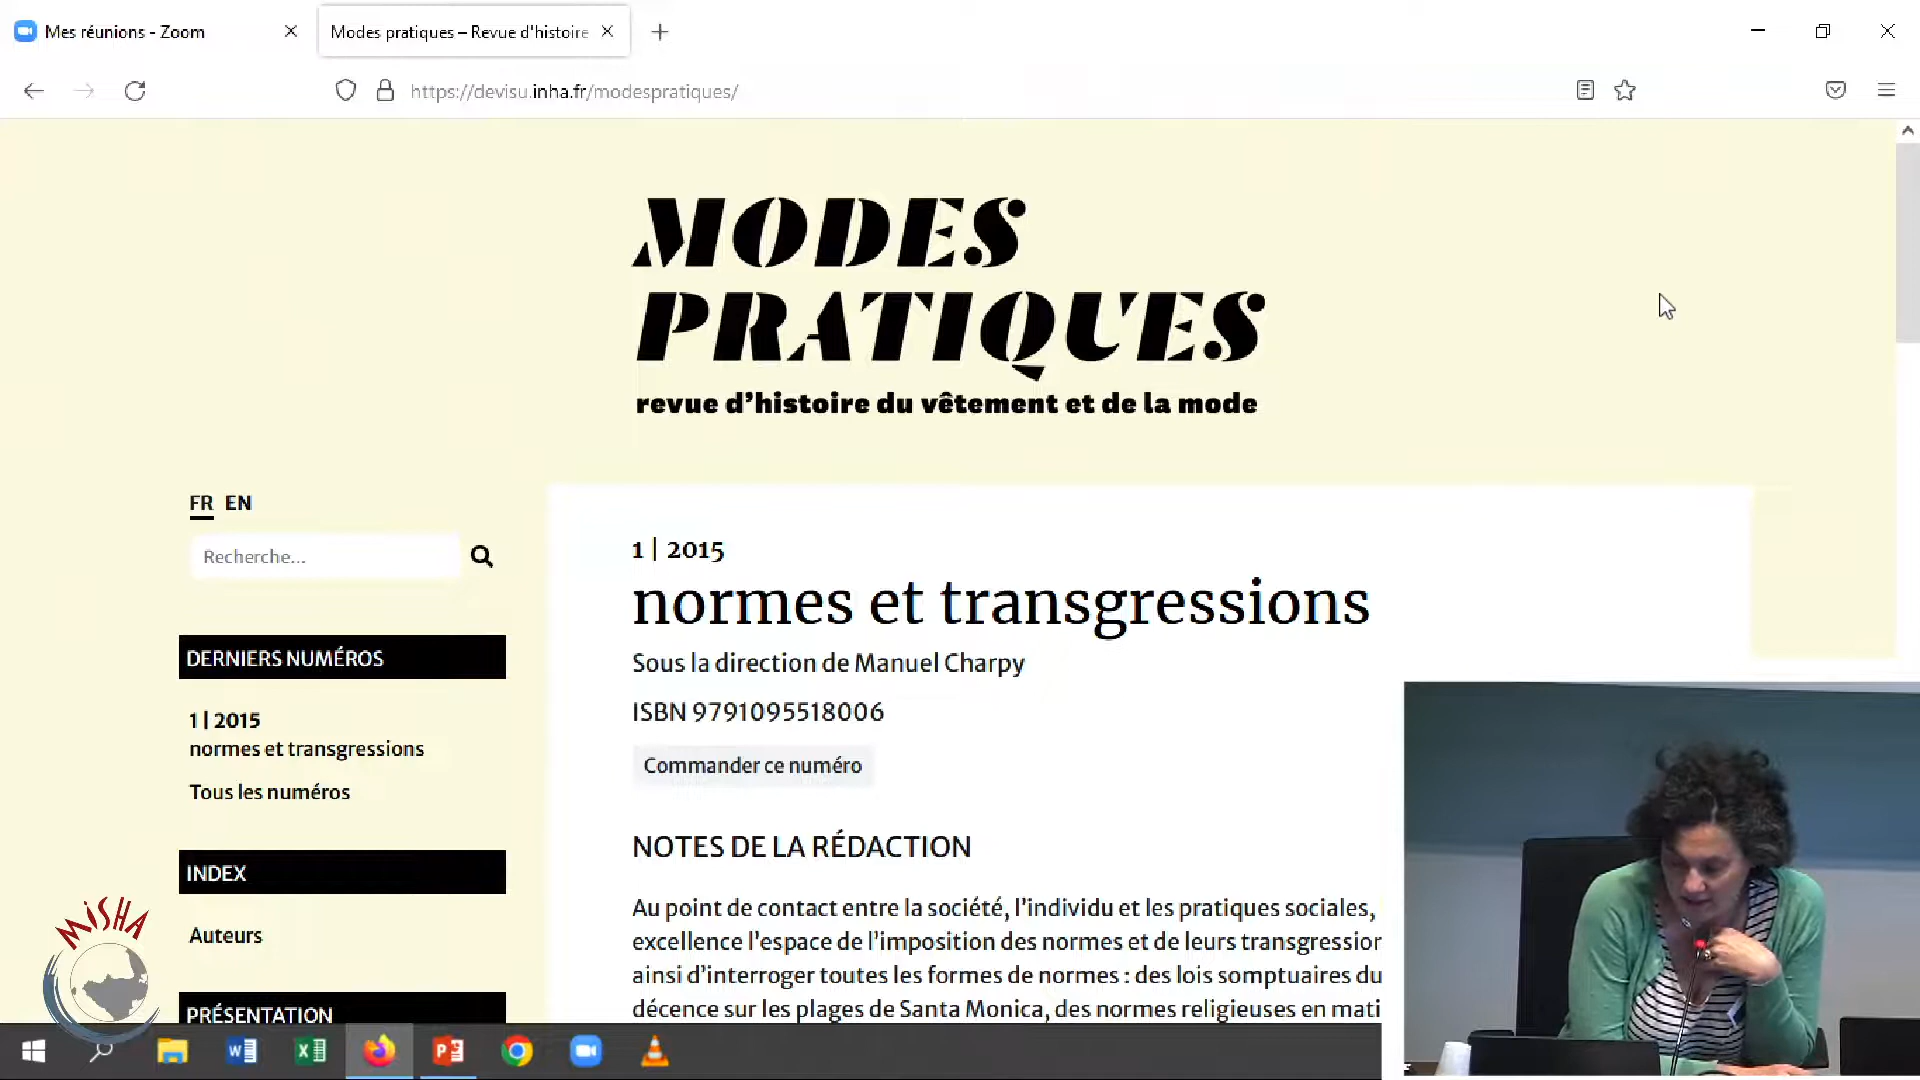 Mes réunions - Zoom
Modes pratiques – Revue d'histoire
https://devisu.inha.fr/modespratiques/
MODES
PRATIQUES
revue d'histoire du vêtement et de la mode
FR EN
Recherche...
DERNIERS NUMÉROS
1 | 2015
normes et transgressions
Tous les numéros
INDEX
Auteurs
PRÉSENTATION
1 | 2015
normes et transgressions
Sous la direction de Manuel Charpy
ISBN 9791095518006
Commander ce numéro
NOTES DE LA RÉDACTION
Au point de contact entre la société, l'individu et les pratiques sociales,
excellence l'espace de l'imposition des normes et de leurs transgression
ainsi d'interroger toutes les formes de normes : des lois somptuaires du
décence sur les plages de Santa Monica, des normes religieuses en mati
MISHA